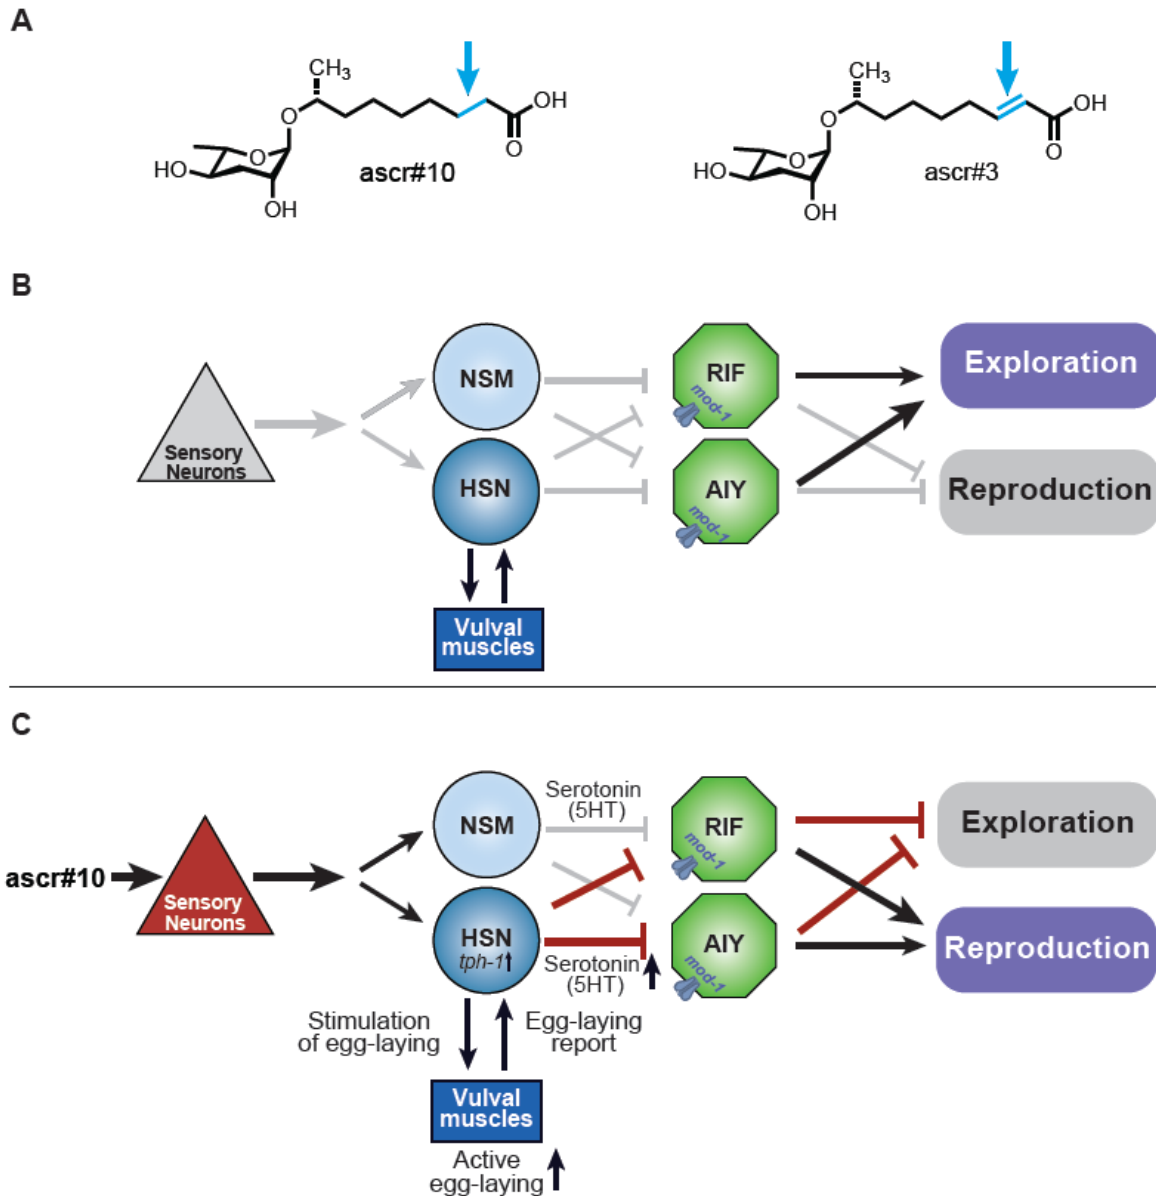 A
CH3
O
O
HO
OH
OH
O
ascr#10
CH3
O
O
HO
OH
OH
O
ascr#3
B
Sensory
Neurons
NSM
HSN
Vulval
muscles
RIF
mod-1
AIY
mod-1
Exploration
Reproduction
C
ascr#10
Sensory
Neurons
NSM
HSN
tph-1
Serotonin
(5HT)
Serotonin
(5HT)
RIF
mod-1
AIY
mod-1
Exploration
Reproduction
Stimulation
of egg-laying
Egg-laying
report
Vulval
muscles
Active
egg-laying